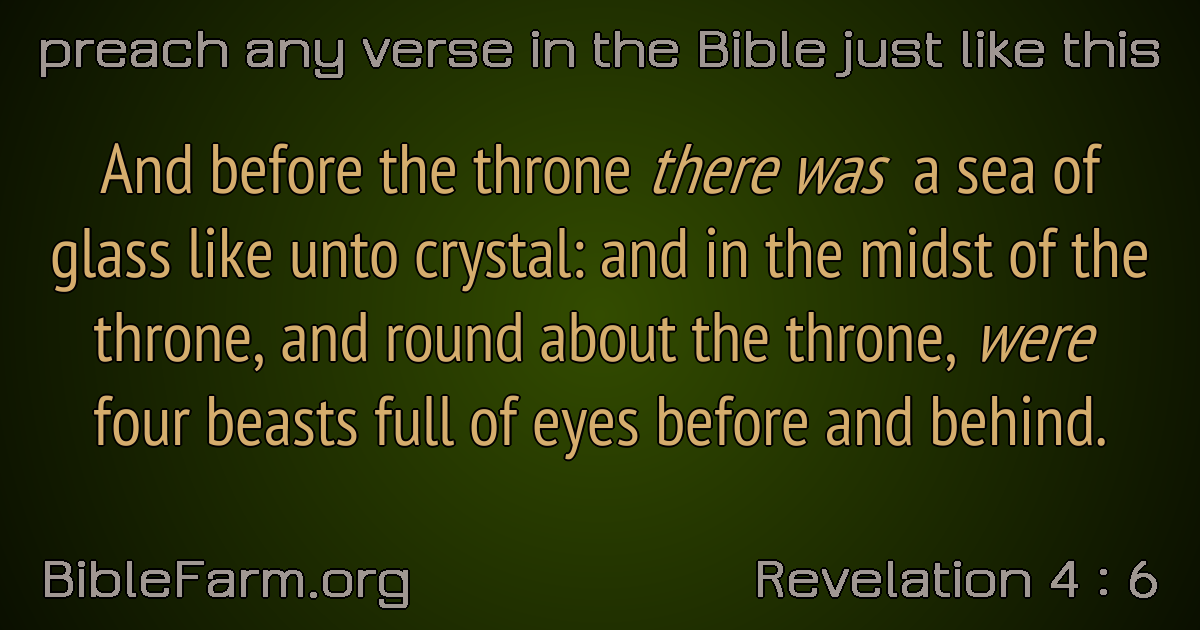 preach any verse in the Bible just like this
And before the throne there was a sea of
glass like unto crystal: and in the midst of the
throne, and round about the throne, were
four beasts full of eyes before and behind.
BibleFarm.org
Revelation 4 : 6